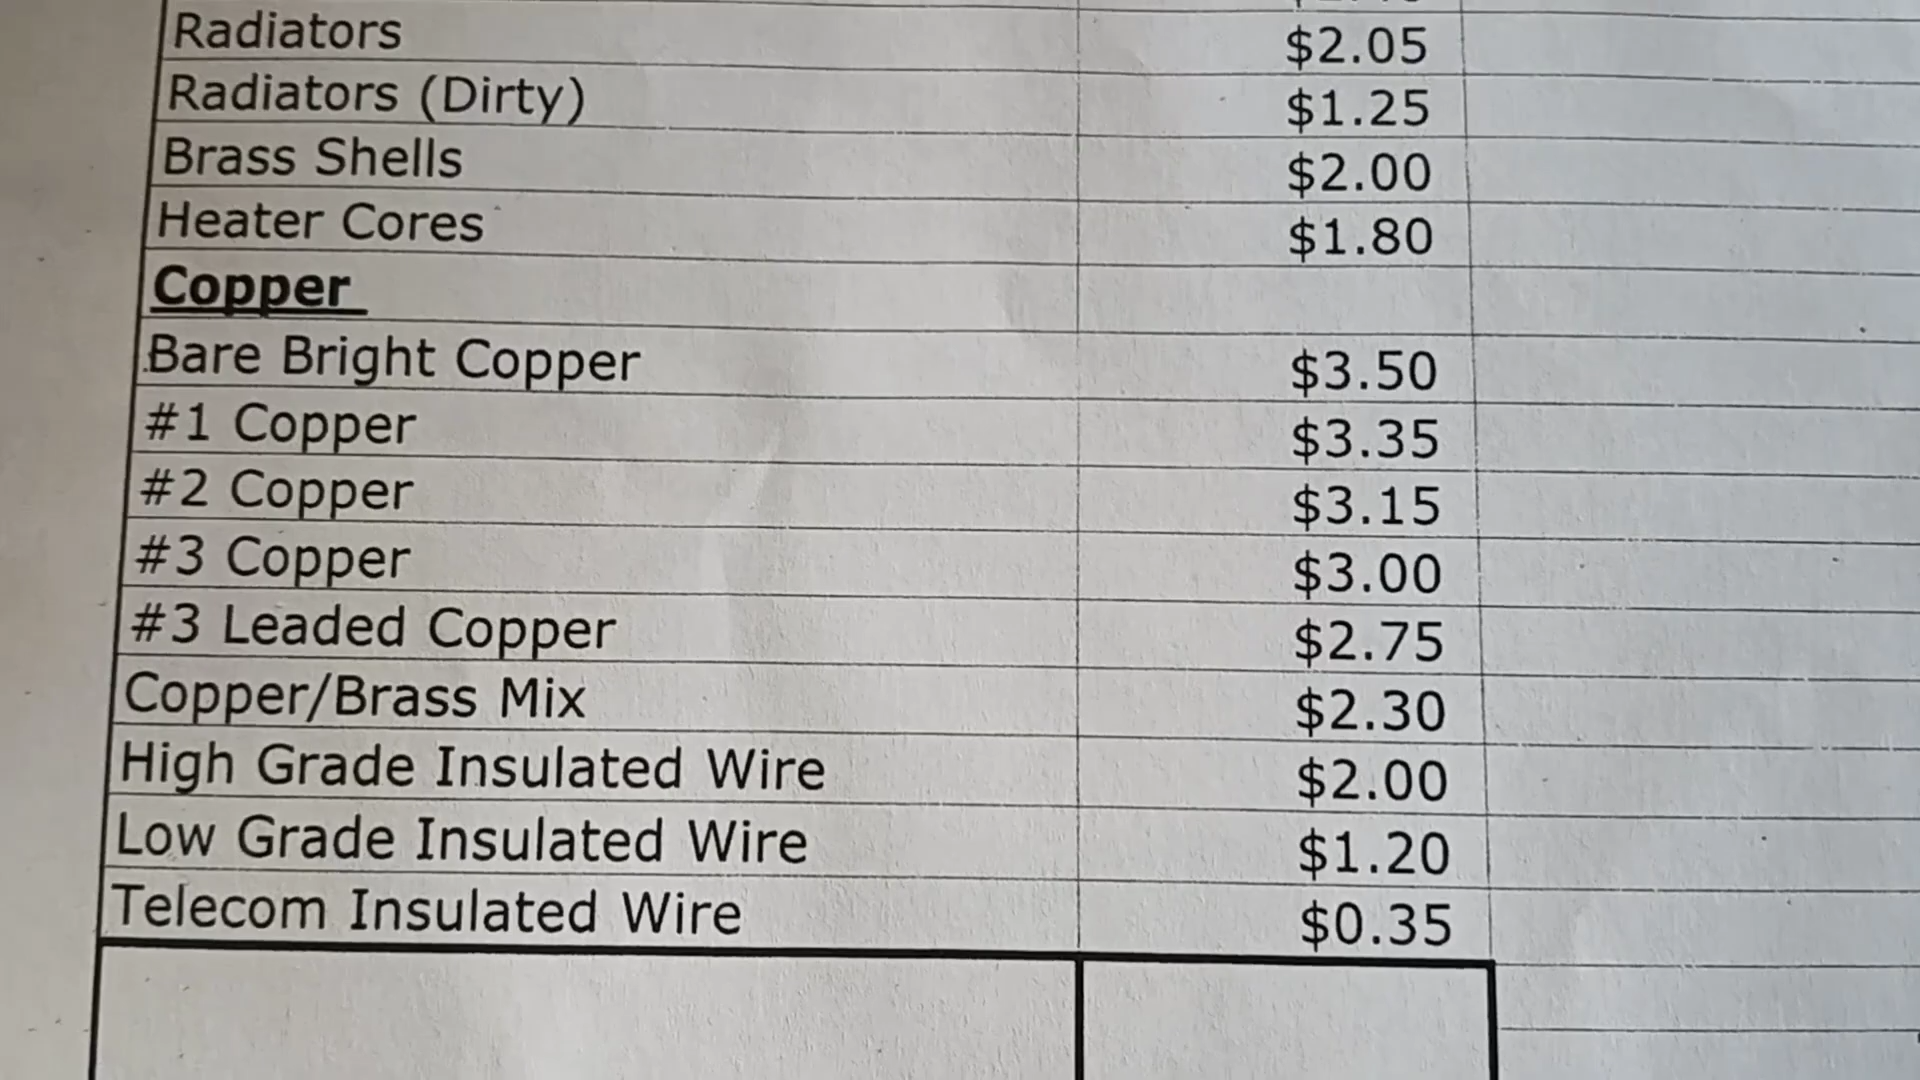 Radiators $2.05
Radiators (Dirty) $1.25
Brass Shells $2.00
Heater Cores $1.80
Copper
Bare Bright Copper $3.50
#1 Copper $3.35
#2 Copper $3.15
#3 Copper $3.00
#3 Leaded Copper $2.75
Copper/Brass Mix $2.30
High Grade Insulated Wire $2.00
Low Grade Insulated Wire $1.20
Telecom Insulated Wire $0.35